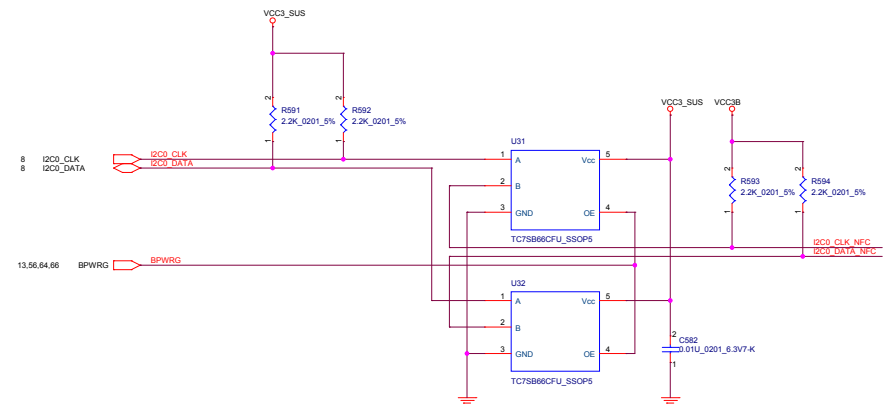 VCC3_SUS
2
R591
2.2K_0201_5%
1
2
R592
2.2K_0201_5%
1
VCC3_SUS
VCC3B
8 I2C0_CLK
I2C0_CLK
8 I2C0_DATA
I2C0_DATA
U31
1 A Vcc 5
2 B
3 GND OE 4
TC7SB66CFU_SSOP5
2
R593
2.2K_0201_5%
1
2
R594
2.2K_0201_5%
1
I2C0_CLK_NFC
I2C0_DATA_NFC
13,56,64,66 BPWRG
BPWRG
U32
1 A Vcc 5
2 B
3 GND OE 4
TC7SB66CFU_SSOP5
2
C582
0.01U_0201_6.3V7-K
1